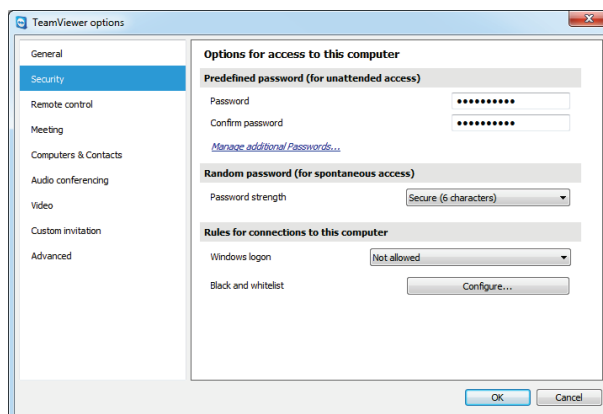 TeamViewer options
General
Security
Remote control
Meeting
Computers & Contacts
Audio conferencing
Video
Custom invitation
Advanced
Options for access to this computer
Predefined password (for unattended access)
Password ••••••••••
Confirm password ••••••••••
Manage additional Passwords...
Random password (for spontaneous access)
Password strength Secure (6 characters)
Rules for connections to this computer
Windows logon Not allowed
Black and whitelist Configure...
OK Cancel